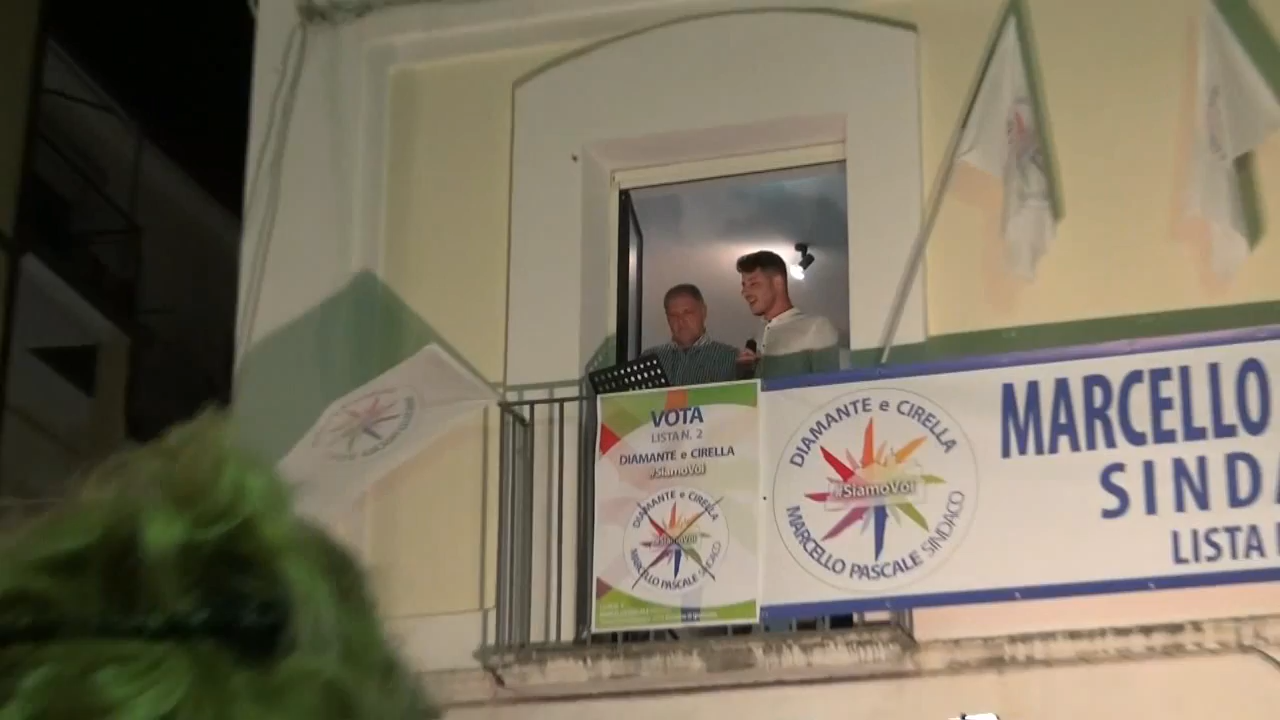 VOTA
LISTA N. 2
DIAMANTE e CIRELLA
#SiamoVoi
DIAMANTE e CIRELLA
#SiamoVoi
MARCELLO PASCALE SINDACO
DIAMANTE e CIRELLA
#SiamoVoi
MARCELLO PASCALE SINDACO
MARCELLO
SINDA
LISTA